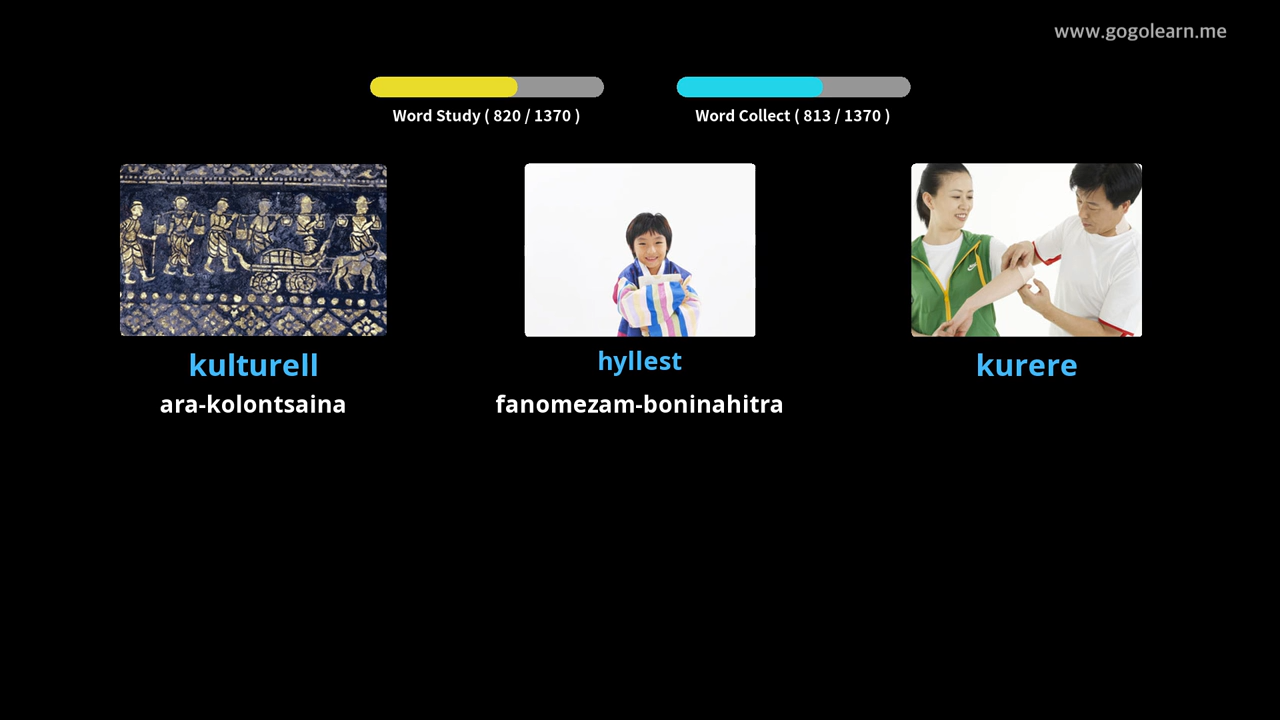 www.gogolearn.me
Word Study ( 820 / 1370 )
Word Collect ( 813 / 1370 )
kulturell
hyllest
kurere
ara-kolontsaina
fanomezam-boninahitra